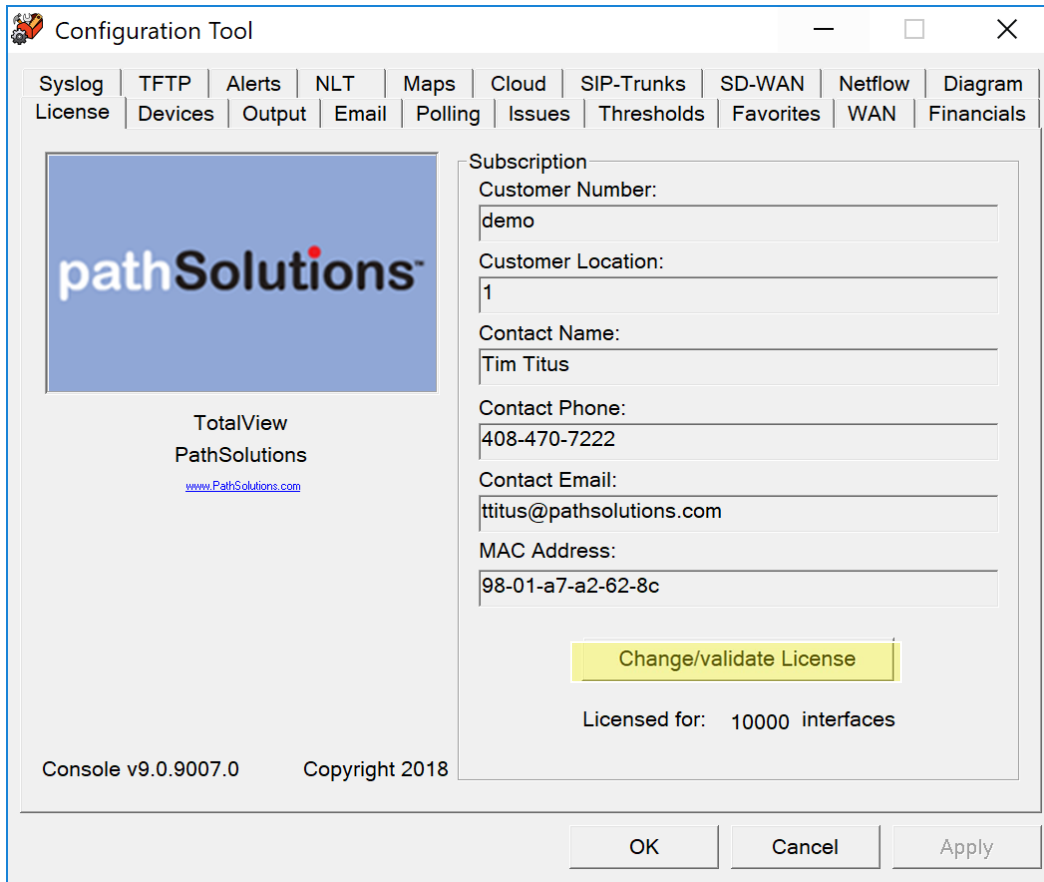 Configuration Tool
Syslog TFTP Alerts NLT Maps Cloud SIP-Trunks SD-WAN Netflow Diagram
License Devices Output Email Polling Issues Thresholds Favorites WAN Financials
pathSolutions™
TotalView
PathSolutions
www.PathSolutions.com
Console v9.0.9007.0 Copyright 2018
Subscription
Customer Number:
demo
Customer Location:
1
Contact Name:
Tim Titus
Contact Phone:
408-470-7222
Contact Email:
ttitus@pathsolutions.com
MAC Address:
98-01-a7-a2-62-8c
Change/validate License
Licensed for: 10000 interfaces
OK Cancel Apply